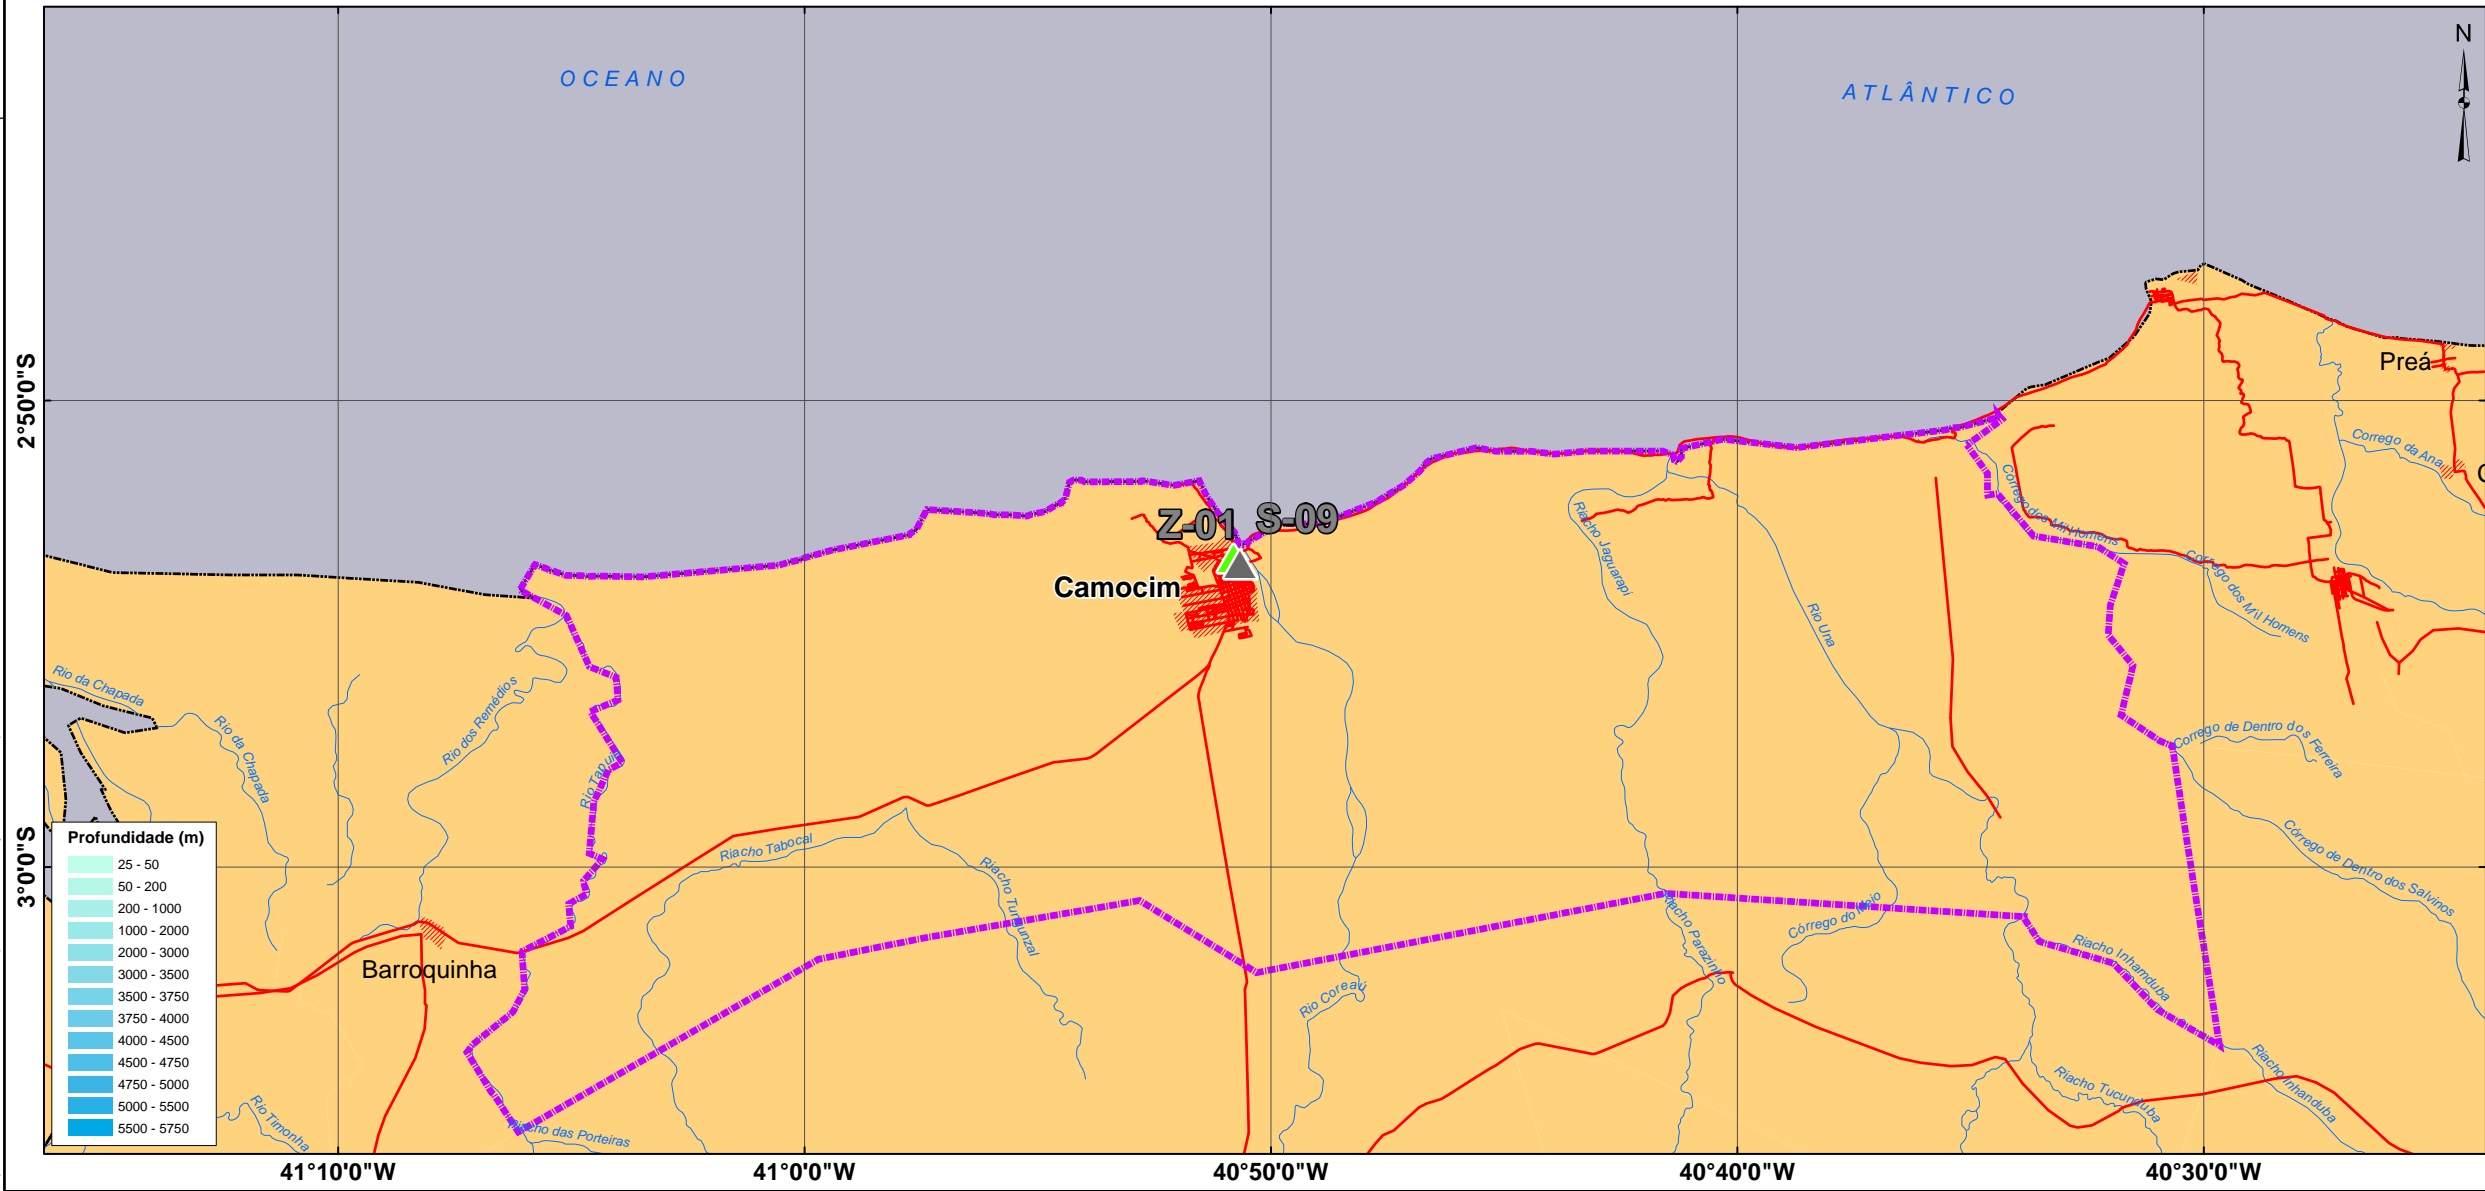 N
OCEANO
ATLÂNTICO
Preá
2°50'0"S
Corrego da Ana
C
Z-01
S-09
Corrego dos Mil Homens
Corrego dos Mil Homens
Camocim
Riacho Jaguarapi
Rio Una
Rio da Chapada
Rio da Chapada
Rio dos Remédios
Corrego de Dentro dos Ferreira
Córrego de Dentro dos Salvinos
Riacho Tabocal
3°0'0"S
Profundidade (m)
25 - 50
50 - 200
200 - 1000
1000 - 2000
2000 - 3000
3000 - 3500
3500 - 3750
3750 - 4000
4000 - 4500
4500 - 4750
4750 - 5000
5000 - 5500
5500 - 5750
Barroquinha
Riacho Parazinho
Córrego do Meio
Riacho Inhamduba
Rio Coreaú
Riacho Inhanduba
Riacho Tucunduba
Rio Timonha
Riacho das Porteiras
41°10'0"W
41°0'0"W
40°50'0"W
40°40'0"W
40°30'0"W